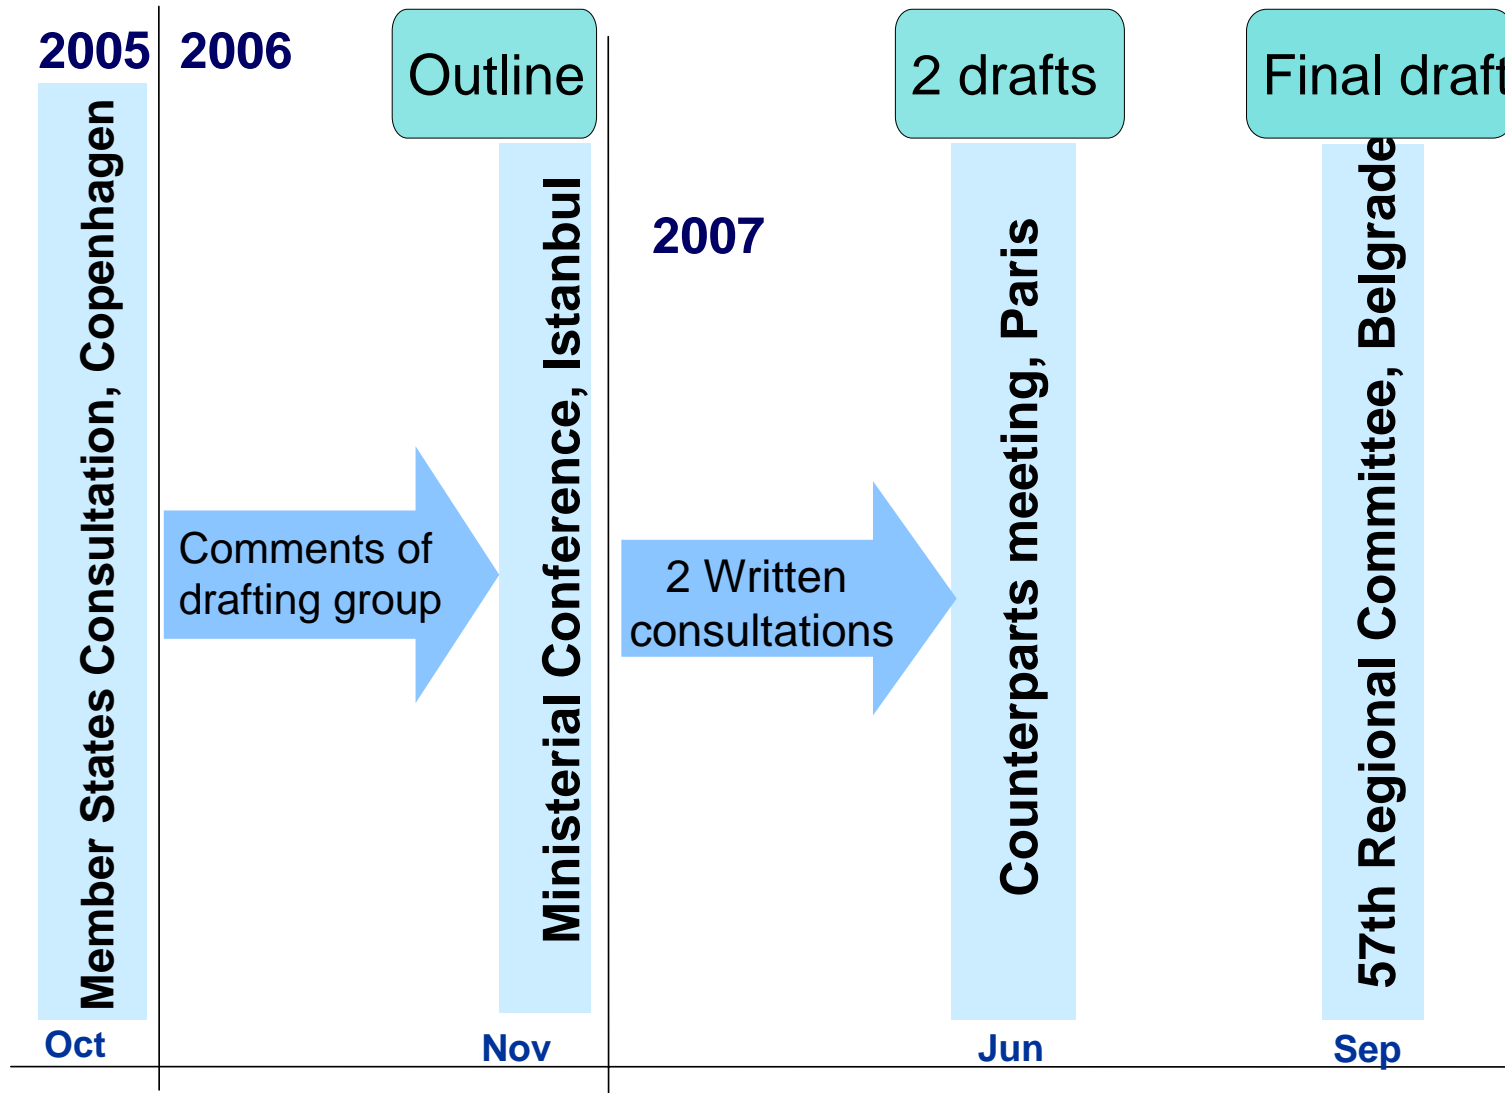 2005
2006
Outline
2 drafts
Final draft
2007
Member States Consultation, Copenhagen
Comments of
drafting group
Ministerial Conference, Istanbul
2 Written
consultations
Counterparts meeting, Paris
57th Regional Committee, Belgrade
Oct
Nov
Jun
Sep